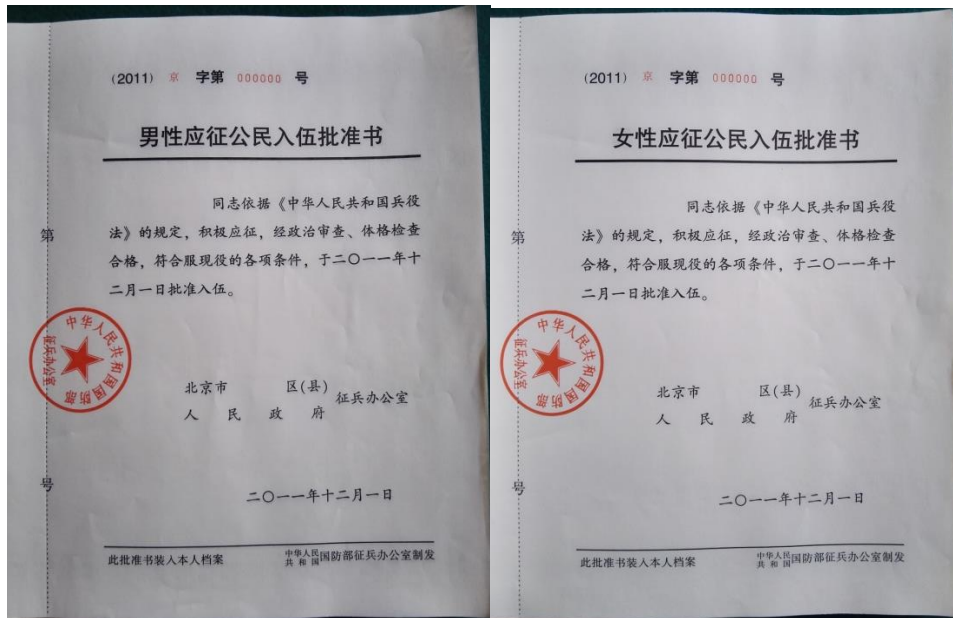 (2011) 京 字第 000000 号
男性应征公民入伍批准书
同志依据《中华人民共和国兵役
法》的规定，积极应征，经政治审查、体格检查
合格，符合服现役的各项条件，于二〇一一年十
二月一日批准入伍。
第
中华人民共和国国防部
征兵办公室
北京市 区(县)
人民政府 征兵办公室
号
二〇一一年十二月一日
此批准书装入本人档案 中华人民共和国国防部征兵办公室制发
(2011) 京 字第 000000 号
女性应征公民入伍批准书
同志依据《中华人民共和国兵役
法》的规定，积极应征，经政治审查、体格检查
合格，符合服现役的各项条件，于二〇一一年十
二月一日批准入伍。
第
中华人民共和国国防部
征兵办公室
北京市 区(县)
人民政府 征兵办公室
号
二〇一一年十二月一日
此批准书装入本人档案 中华人民共和国国防部征兵办公室制发